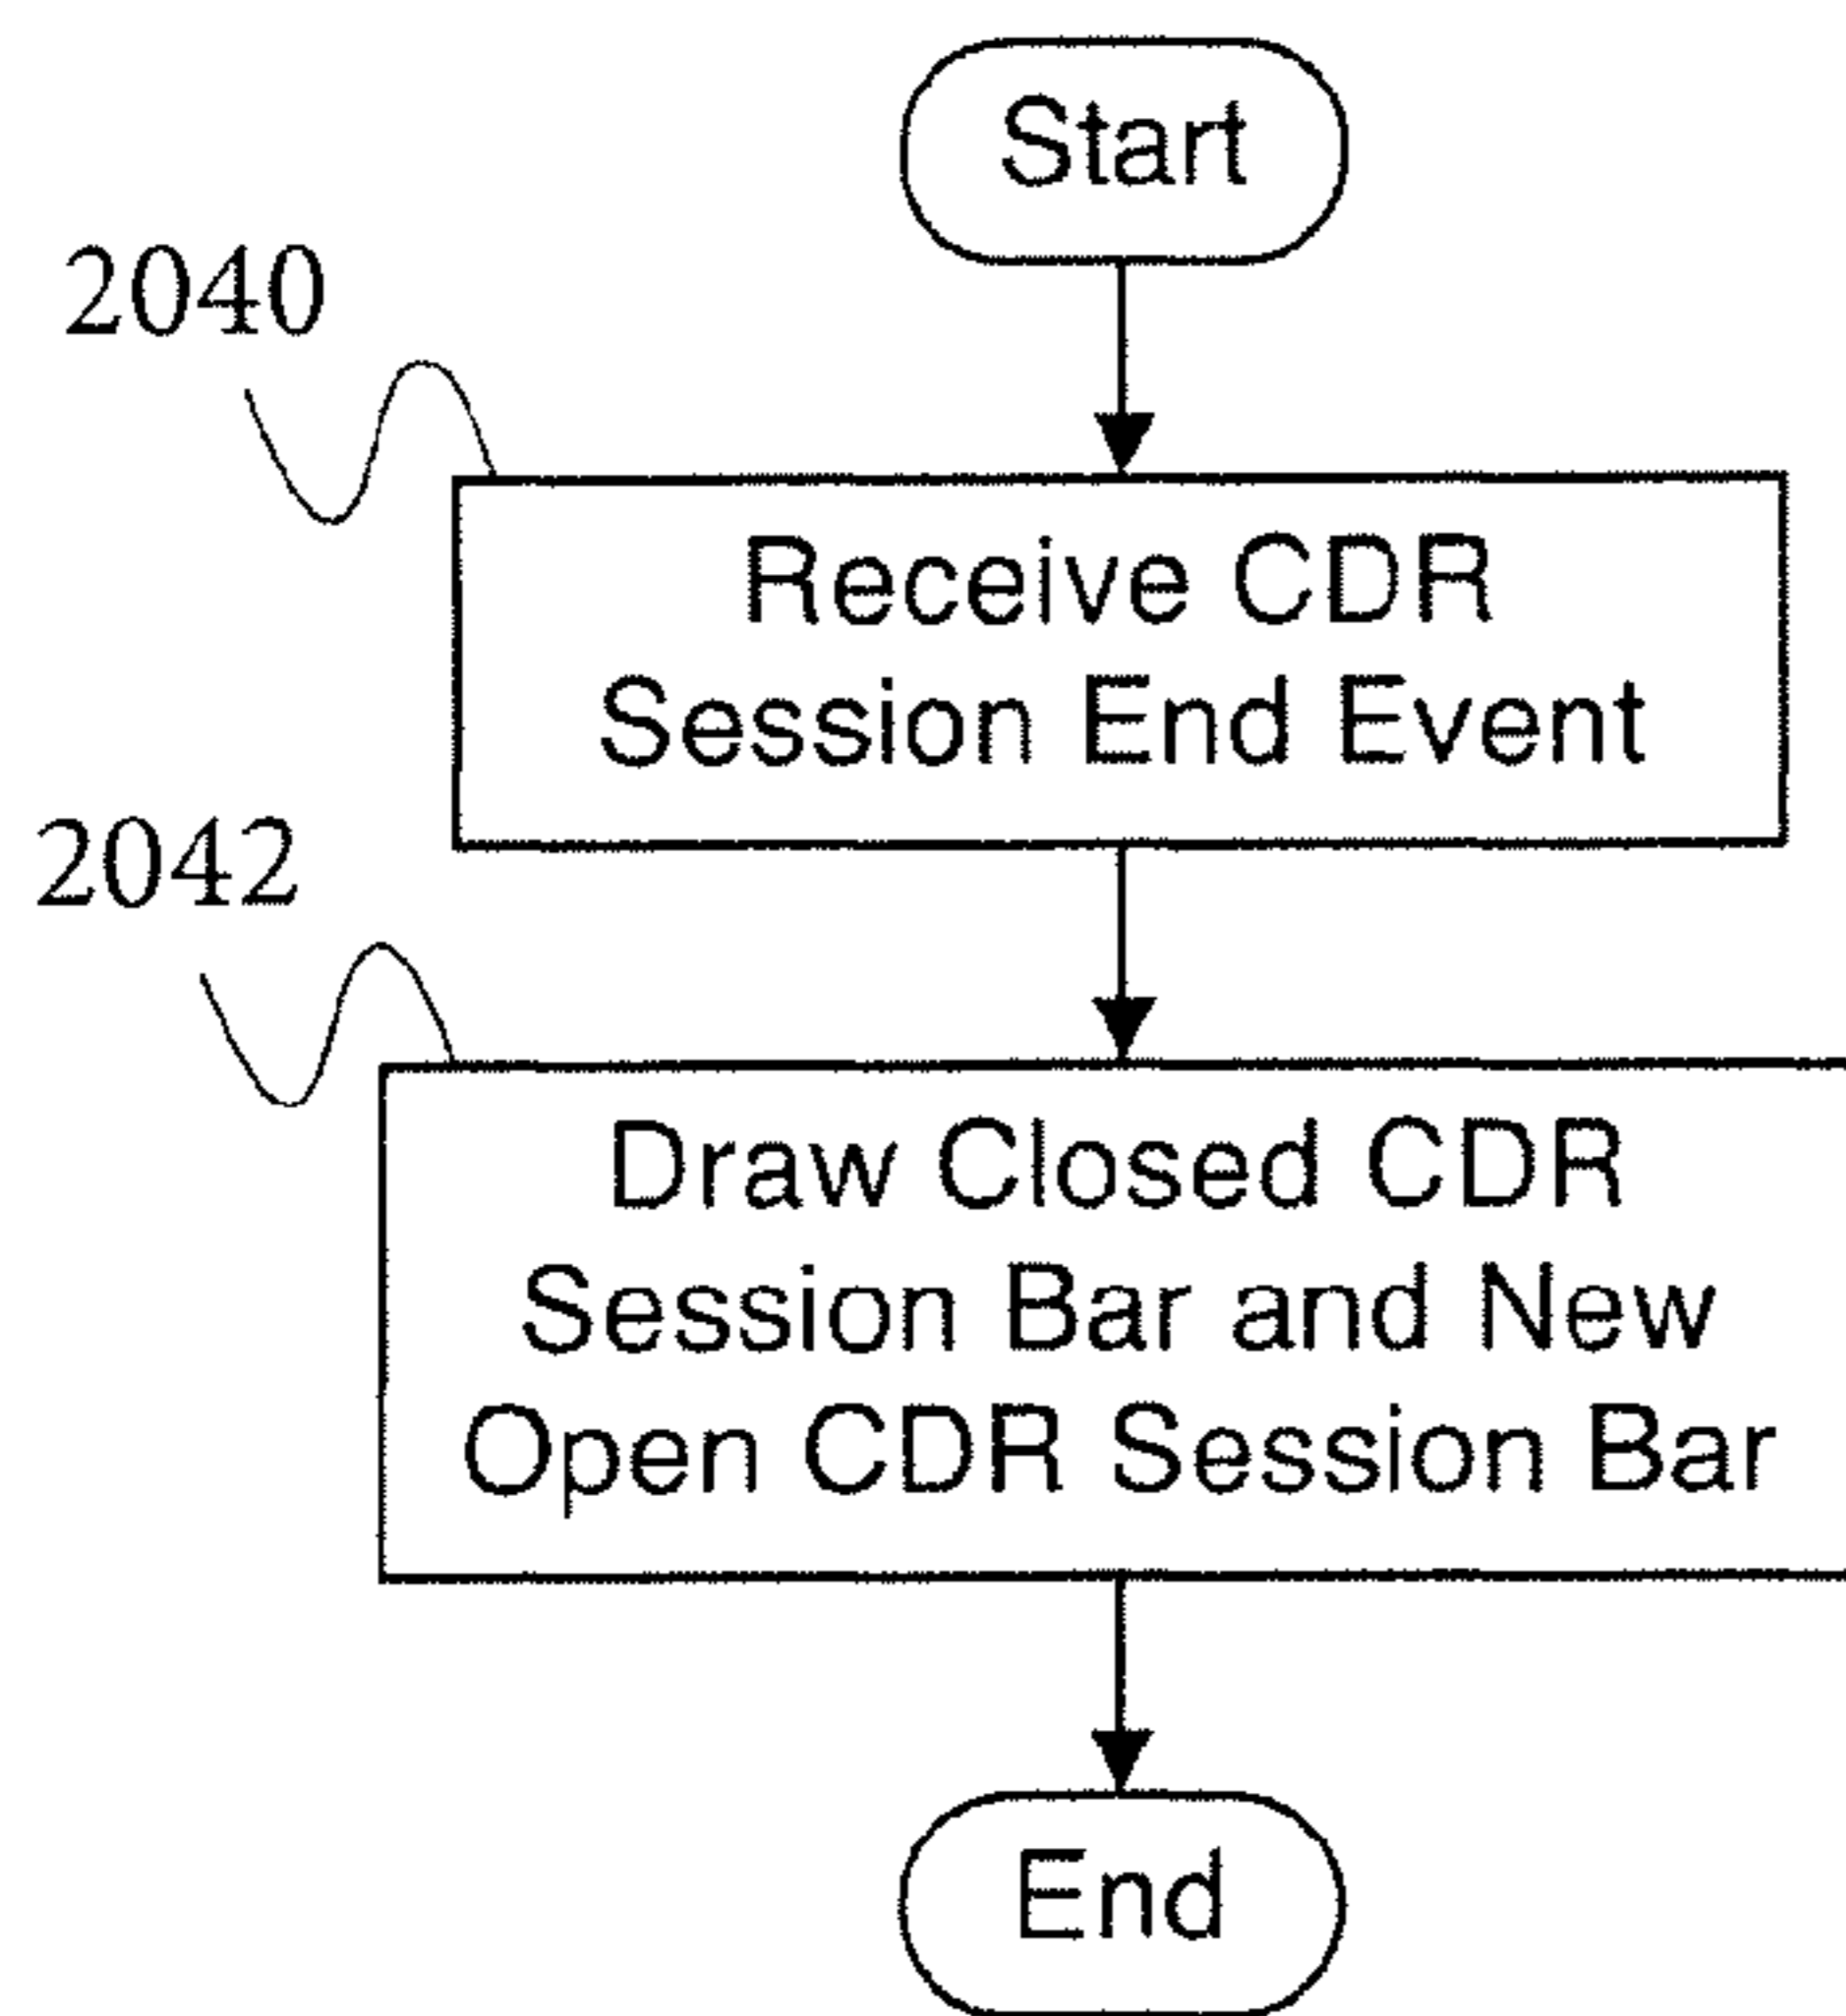 Start
2040
Receive CDR
Session End Event
2042
Draw Closed CDR
Session Bar and New
Open CDR Session Bar
End